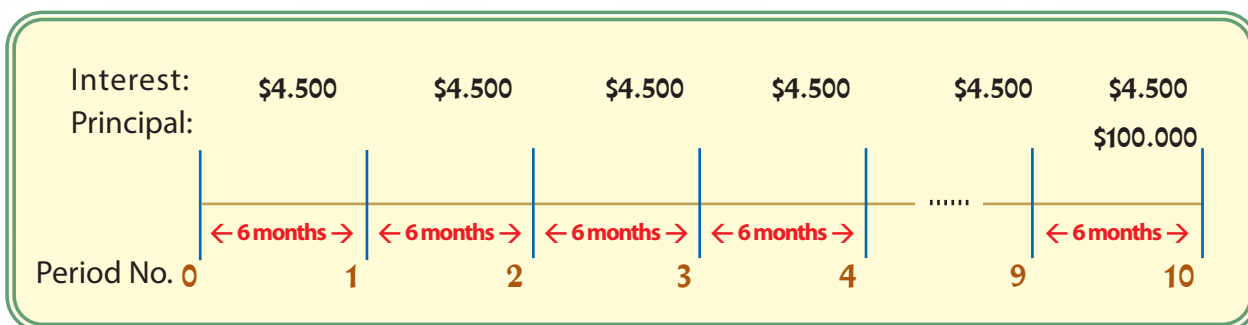 Interest: $4.500 $4.500 $4.500 $4.500 $4.500 $4.500
Principal: $100.000
......
← 6 months → ← 6 months → ← 6 months → ← 6 months → ← 6 months →
Period No. 0 1 2 3 4 9 10